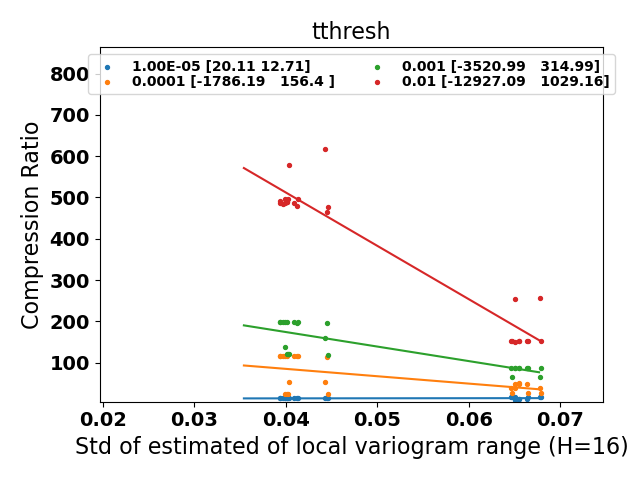 tthresh
1.00E-05 [20.11 12.71]
0.0001 [-1786.19 156.4 ]
0.001 [-3520.99 314.99]
0.01 [-12927.09 1029.16]
Compression Ratio
800
700
600
500
400
300
200
100
0.02 0.03 0.04 0.05 0.06 0.07
Std of estimated of local variogram range (H=16)